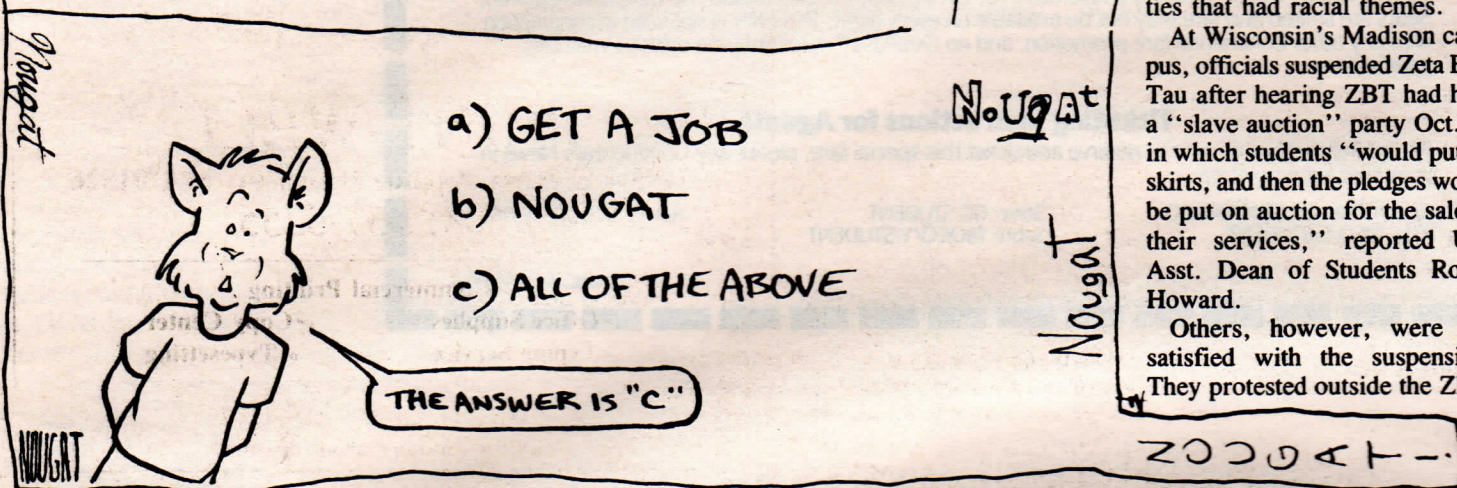 Nougat
a) GET A JOB
b) NOUGAT
c) ALL OF THE ABOVE
THE ANSWER IS "C"
NOUGAT
NoUgAt
Nougat
ties that had racial themes.
At Wisconsin's Madison ca
pus, officials suspended Zeta B
Tau after hearing ZBT had h
a "slave auction" party Oct.
in which students "would put
skirts, and then the pledges wo
be put on auction for the sale
their services," reported U
Asst. Dean of Students Ro
Howard.
Others, however, were
satisfied with the suspensi
They protested outside the Z
NOUGAT!